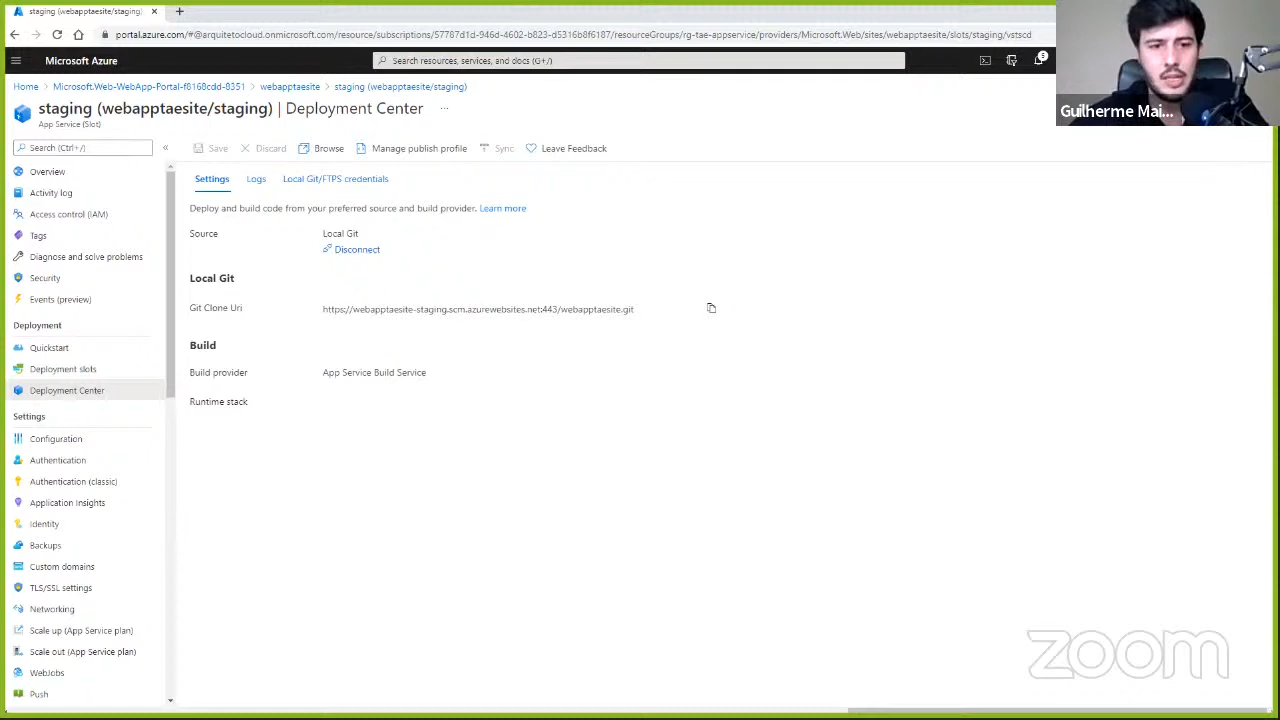 staging (webapptaesite/staging)
portal.azure.com/#@arquitetocloud.onmicrosoft.com/resource/subscriptions/57787d1d-946d-4602-b823-d5316b8f6187/resourceGroups/rg-tae-appservice/providers/Microsoft.Web/sites/webapptaesite/slots/staging/vstscd
Microsoft Azure
Search resources, services, and docs (G+/)
3
Guilherme Mai...
Home > Microsoft.Web-WebApp-Portal-f8168cdd-8351 > webapptaesite > staging (webapptaesite/staging)
staging (webapptaesite/staging) | Deployment Center ...
App Service (Slot)
Search (Ctrl+/)
«
Save
Discard
Browse
Manage publish profile
Sync
Leave Feedback
Overview
Activity log
Access control (IAM)
Tags
Diagnose and solve problems
Security
Events (preview)
Deployment
Quickstart
Deployment slots
Deployment Center
Settings
Configuration
Authentication
Authentication (classic)
Application Insights
Identity
Backups
Custom domains
TLS/SSL settings
Networking
Scale up (App Service plan)
Scale out (App Service plan)
WebJobs
Push
Settings
Logs
Local Git/FTPS credentials
Deploy and build code from your preferred source and build provider. Learn more
Source
Local Git
Disconnect
Local Git
Git Clone Uri
https://webapptaesite-staging.scm.azurewebsites.net:443/webapptaesite.git
Build
Build provider
App Service Build Service
Runtime stack
zoom